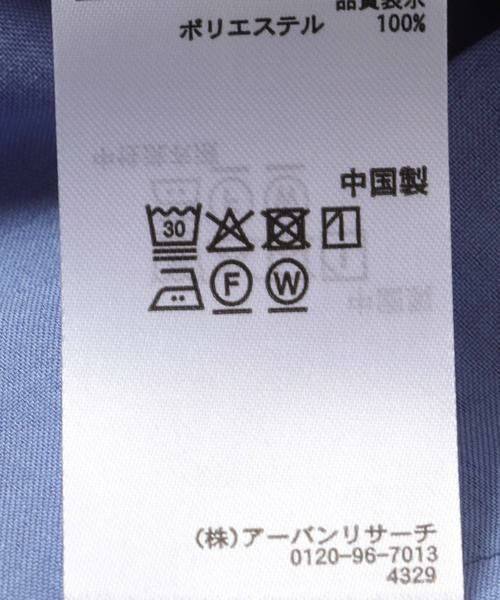 品質表示
ポリエステル 100%
中国製
30
F W
(株)アーバンリサーチ
0120-96-7013
4329